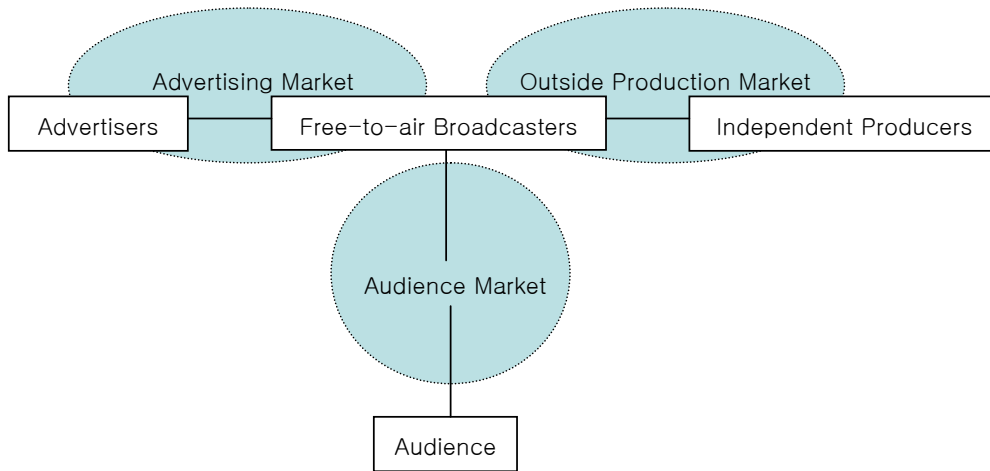 Advertising Market
Outside Production Market
Advertisers
Free-to-air Broadcasters
Independent Producers
Audience Market
Audience